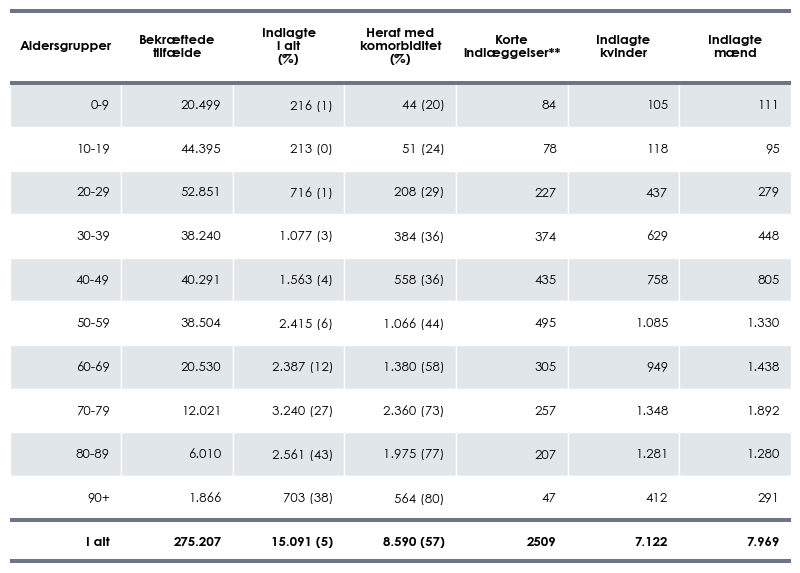 Aldersgrupper Bekræftede tilfælde Indlagte I alt (%) Heraf med komorbiditet (%) Korte indlæggelser** Indlagte kvinder Indlagte mænd
0-9 20.499 216 (1) 44 (20) 84 105 111
10-19 44.395 213 (0) 51 (24) 78 118 95
20-29 52.851 716 (1) 208 (29) 227 437 279
30-39 38.240 1.077 (3) 384 (36) 374 629 448
40-49 40.291 1.563 (4) 558 (36) 435 758 805
50-59 38.504 2.415 (6) 1.066 (44) 495 1.085 1.330
60-69 20.530 2.387 (12) 1.380 (58) 305 949 1.438
70-79 12.021 3.240 (27) 2.360 (73) 257 1.348 1.892
80-89 6.010 2.561 (43) 1.975 (77) 207 1.281 1.280
90+ 1.866 703 (38) 564 (80) 47 412 291
I alt 275.207 15.091 (5) 8.590 (57) 2509 7.122 7.969